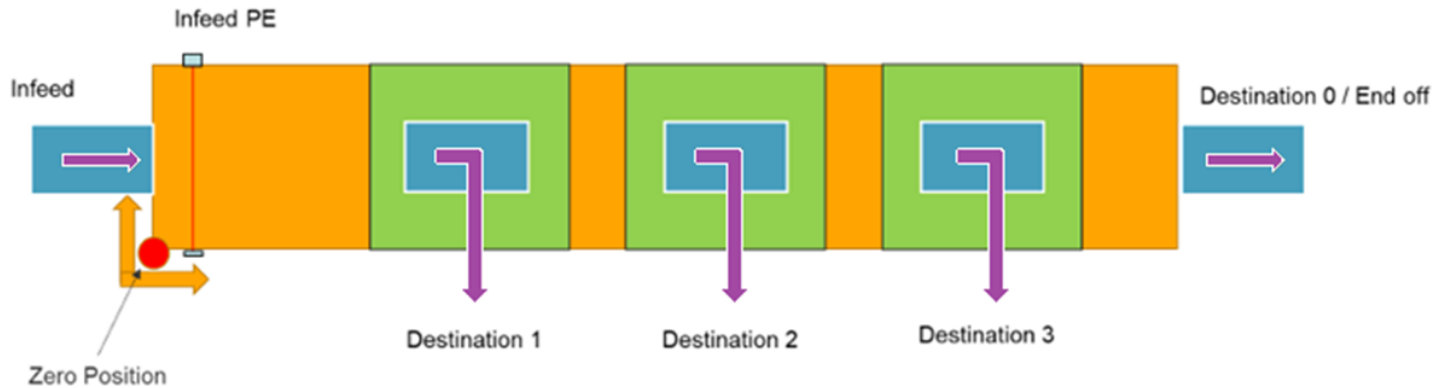 Infeed PE
Infeed
Destination 0 / End off
Destination 1
Destination 2
Destination 3
Zero Position